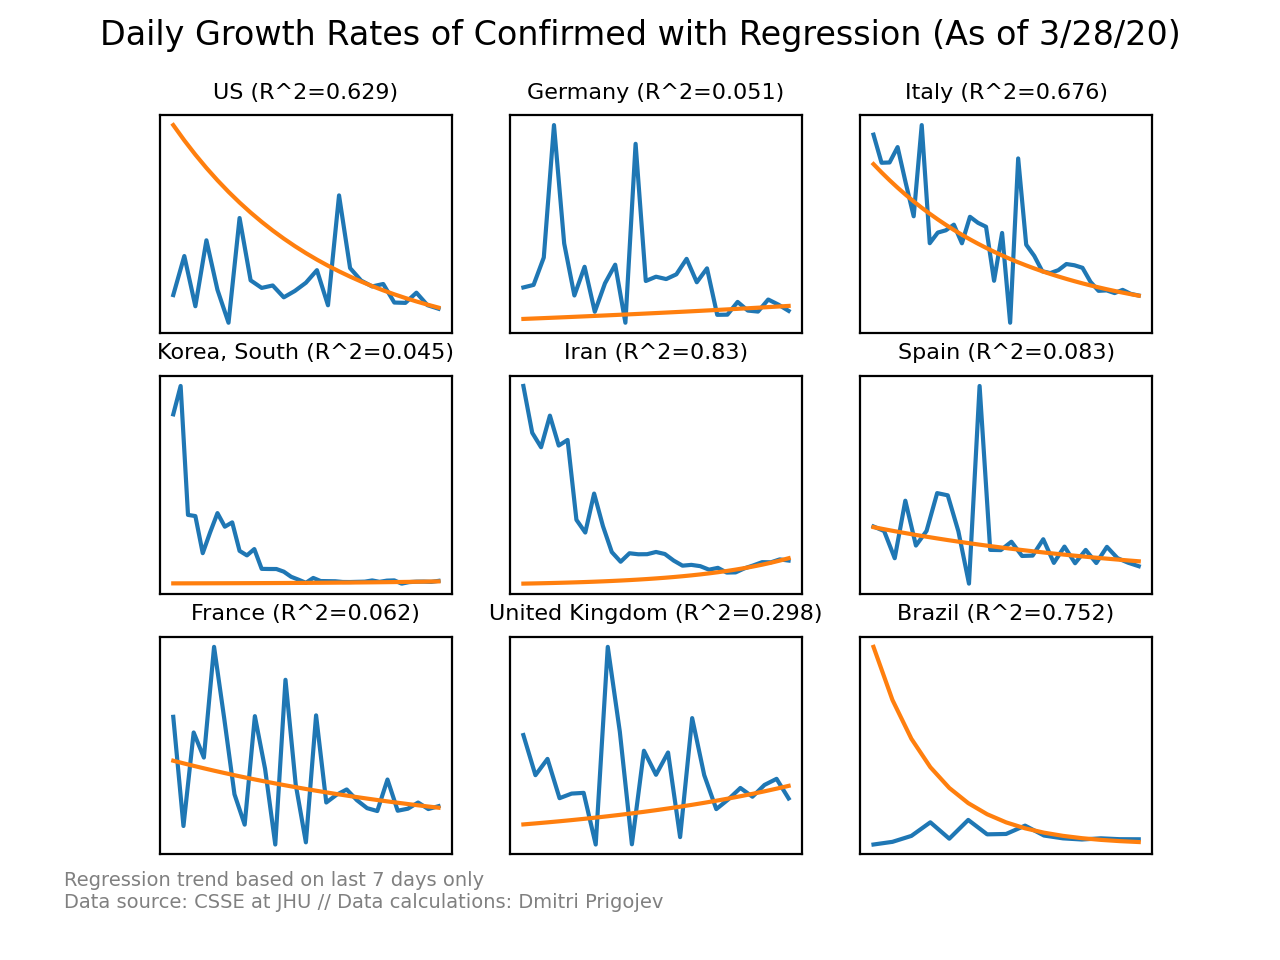 Daily Growth Rates of Confirmed with Regression (As of 3/28/20)
US (R^2=0.629)
Germany (R^2=0.051)
Italy (R^2=0.676)
Korea, South (R^2=0.045)
Iran (R^2=0.83)
Spain (R^2=0.083)
France (R^2=0.062)
United Kingdom (R^2=0.298)
Brazil (R^2=0.752)
Regression trend based on last 7 days only
Data source: CSSE at JHU // Data calculations: Dmitri Prigojev